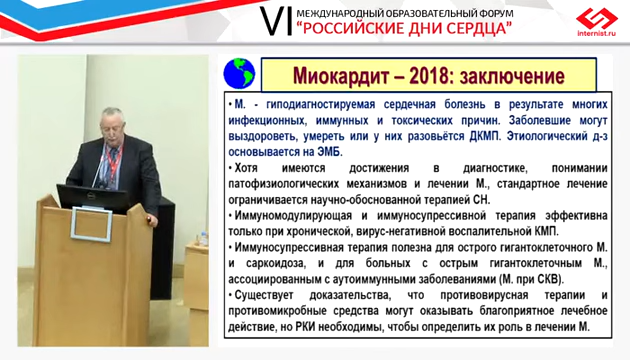 VI МЕЖДУНАРОДНЫЙ ОБРАЗОВАТЕЛЬНЫЙ ФОРУМ
“РОССИЙСКИЕ ДНИ СЕРДЦА”
internist.ru
Миокардит – 2018: заключение
• М. - гиподиагностируемая сердечная болезнь в результате многих
инфекционных, иммунных и токсических причин. Заболевшие могут
выздороветь, умереть или у них разовьётся ДКМП. Этиологический д-з
основывается на ЭМБ.
• Хотя имеются достижения в диагностике, понимании
патофизиологических механизмов и лечении М., стандартное лечение
ограничивается научно-обоснованной терапией СН.
• Иммуномодулирующая и иммуносупрессивной терапия эффективна
только при хронической, вирус-негативной воспалительной КМП.
• Иммуносупрессивная терапия полезна для острого гигантоклеточного М.
и саркоидоза, и для больных с острым гигантоклеточным М.,
ассоциированным с аутоиммунными заболеваниями (М. при СКВ).
• Существует доказательства, что противовирусная терапии и
противомикробные средства могут оказывать благоприятное лечебное
действие, но РКИ необходимы, чтобы определить их роль в лечении М.